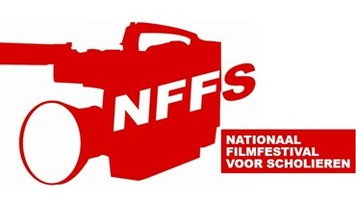 NFFS
NATIONAAL
FILMFESTIVAL
VOOR SCHOLIEREN